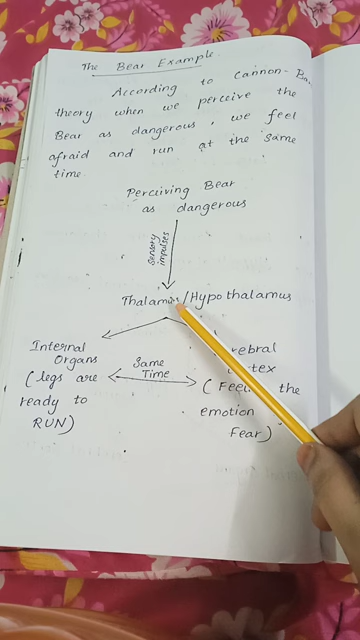 The Bear Example.
According to Cannon-
theory when we perceive the
Bear as dangerous, we feel
afraid and run at the same
time.
Perceiving Bear
as dangerous
Sensory
impulses
Thalamus/Hypothalamus
Internal
Organs
(legs are
ready to
RUN)
Same
Time
(Feel the
emotion
Fear)